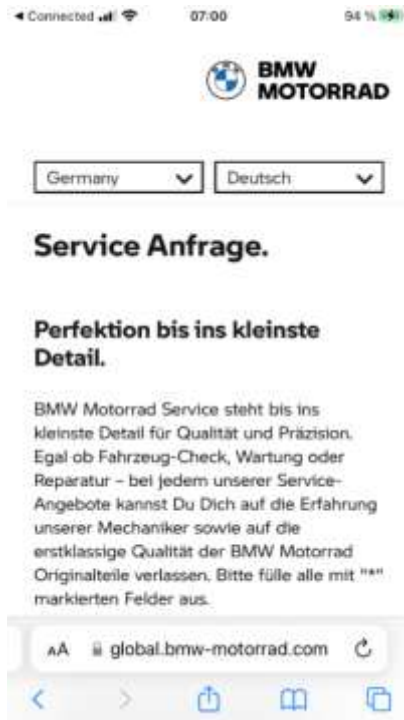 Connected 07:00 94 %
BMW
MOTORRAD
Germany Deutsch
Service Anfrage.
Perfektion bis ins kleinste
Detail.
BMW Motorrad Service steht bis ins
kleinste Detail für Qualität und Präzision.
Egal ob Fahrzeug-Check, Wartung oder
Reparatur – bei jedem unserer Service-
Angebote kannst Du Dich auf die Erfahrung
unserer Mechaniker sowie auf die
erstklassige Qualität der BMW Motorrad
Originalteile verlassen. Bitte fülle alle mit "*"
markierten Felder aus.
AA global.bmw-motorrad.com